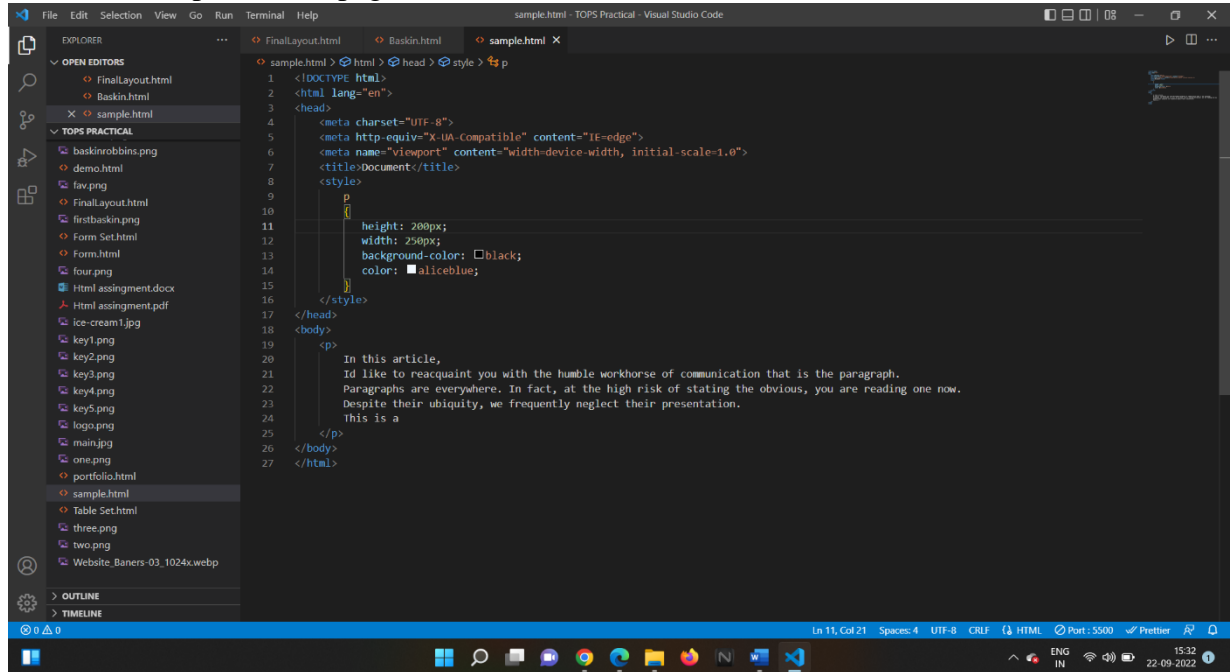 File Edit Selection View Go Run Terminal Help
sample.html - TOPS Practical - Visual Studio Code
EXPLORER
OPEN EDITORS
FinalLayout.html
Baskin.html
sample.html
TOPS PRACTICAL
baskinrobbins.png
demo.html
fav.png
FinalLayout.html
firstbaskin.png
Form Set.html
Form.html
four.png
Html assingment.docx
Html assingment.pdf
ice-cream1.jpg
key1.png
key2.png
key3.png
key4.png
key5.png
logo.png
main.jpg
one.png
portfolio.html
sample.html
Table Set.html
three.png
two.png
Website_Baners-03_1024x.webp
OUTLINE
TIMELINE
FinalLayout.html Baskin.html sample.html
sample.html > html > head > style > p
1 <!DOCTYPE html>
2 <html lang="en">
3 <head>
4 <meta charset="UTF-8">
5 <meta http-equiv="X-UA-Compatible" content="IE=edge">
6 <meta name="viewport" content="width=device-width, initial-scale=1.0">
7 <title>Document</title>
8 <style>
9 p
10 {
11 height: 200px;
12 width: 250px;
13 background-color: black;
14 color: aliceblue;
15 }
16 </style>
17 </head>
18 <body>
19 <p>
20 In this article,
21 Id like to reacquaint you with the humble workhorse of communication that is the paragraph.
22 Paragraphs are everywhere. In fact, at the high risk of stating the obvious, you are reading one now.
23 Despite their ubiquity, we frequently neglect their presentation.
24 This is a
25 </p>
26 </body>
27 </html>
0 0
Ln 11, Col 21 Spaces: 4 UTF-8 CRLF HTML Port : 5500 Prettier
ENG
IN
15:32
22-09-2022
1